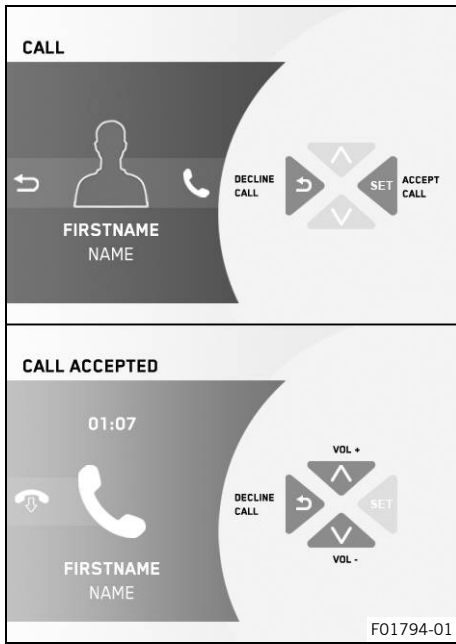 CALL
DECLINE
CALL
SET
ACCEPT
CALL
FIRSTNAME
NAME
CALL ACCEPTED
01:07
VOL +
DECLINE
CALL
SET
VOL -
FIRSTNAME
NAME
F01794-01